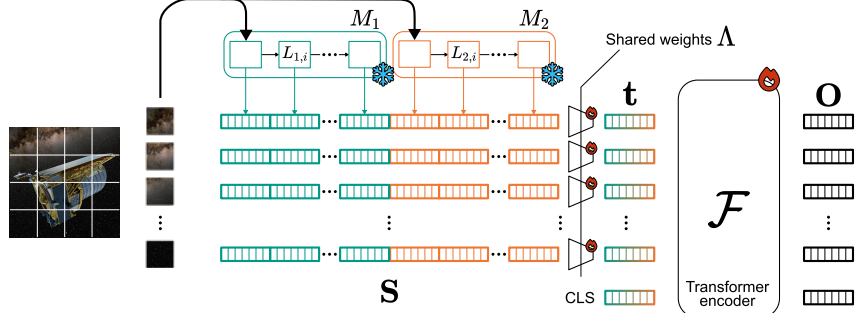 M₁
M₂
Shared weights Λ
L₁,ᵢ
L₂,ᵢ
t
O
S
CLS
F
Transformer
encoder